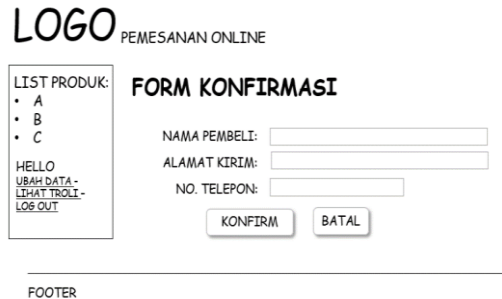 LOGO PEMESANAN ONLINE
LIST PRODUK:
• A
• B
• C
HELLO
UBAH DATA -
LIHAT TROLI -
LOG OUT
FORM KONFIRMASI
NAMA PEMBELI:
ALAMAT KIRIM:
NO. TELEPON:
KONFIRM BATAL
FOOTER